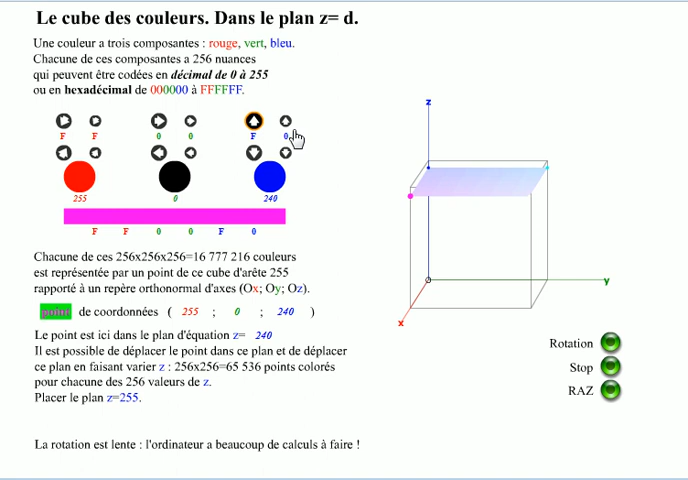 Le cube des couleurs. Dans le plan z= d.
Une couleur a trois composantes : rouge, vert, bleu.
Chacune de ces composantes a 256 nuances
qui peuvent être codées en décimal de 0 à 255
ou en hexadécimal de 000000 à FFFFFF.
F F 0 0 F 0
255 0 240
F F 0 0 F 0
Chacune de ces 256x256x256=16 777 216 couleurs
est représentée par un point de ce cube d'arête 255
rapporté à un repère orthonormal d'axes (Ox; Oy; Oz).
point de coordonnées ( 255 ; 0 ; 240 )
Le point est ici dans le plan d'équation z= 240
Il est possible de déplacer le point dans ce plan et de déplacer
ce plan en faisant varier z : 256x256=65 536 points colorés
pour chacune des 256 valeurs de z.
Placer le plan z=255.
La rotation est lente : l'ordinateur a beaucoup de calculs à faire !
z
y
x
Rotation
Stop
RAZ